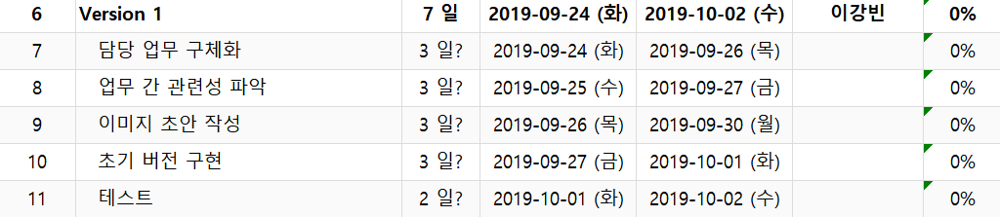 6 Version 1 7 일 2019-09-24 (화) 2019-10-02 (수) 이강빈 0%
7 담당 업무 구체화 3 일? 2019-09-24 (화) 2019-09-26 (목) 0%
8 업무 간 관련성 파악 3 일? 2019-09-25 (수) 2019-09-27 (금) 0%
9 이미지 초안 작성 3 일? 2019-09-26 (목) 2019-09-30 (월) 0%
10 초기 버전 구현 3 일? 2019-09-27 (금) 2019-10-01 (화) 0%
11 테스트 2 일? 2019-10-01 (화) 2019-10-02 (수) 0%